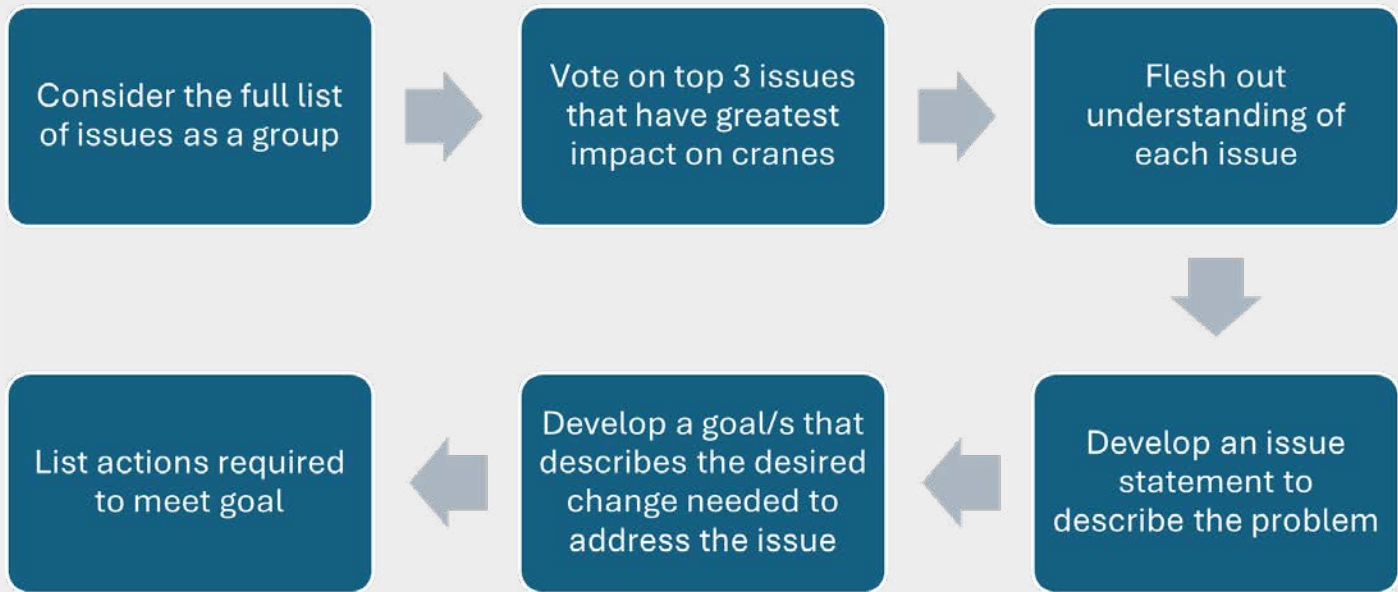 Consider the full list
of issues as a group
Vote on top 3 issues
that have greatest
impact on cranes
Flesh out
understanding of
each issue
Develop an issue
statement to
describe the problem
Develop a goal/s that
describes the desired
change needed to
address the issue
List actions required
to meet goal